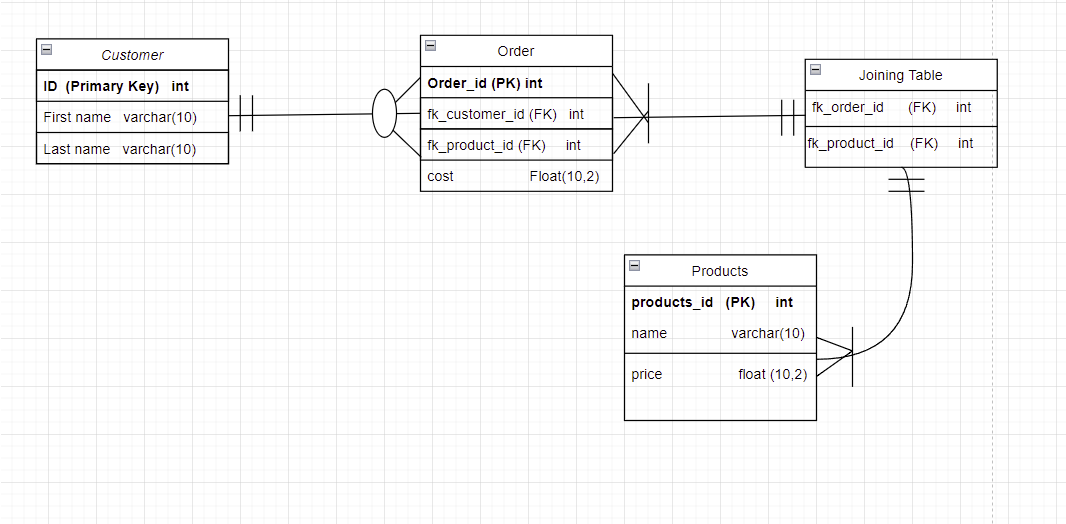 Customer
ID (Primary Key) int
First name varchar(10)
Last name varchar(10)
Order
Order_id (PK) int
fk_customer_id (FK) int
fk_product_id (FK) int
cost Float(10,2)
Joining Table
fk_order_id (FK) int
fk_product_id (FK) int
Products
products_id (PK) int
name varchar(10)
price float (10,2)